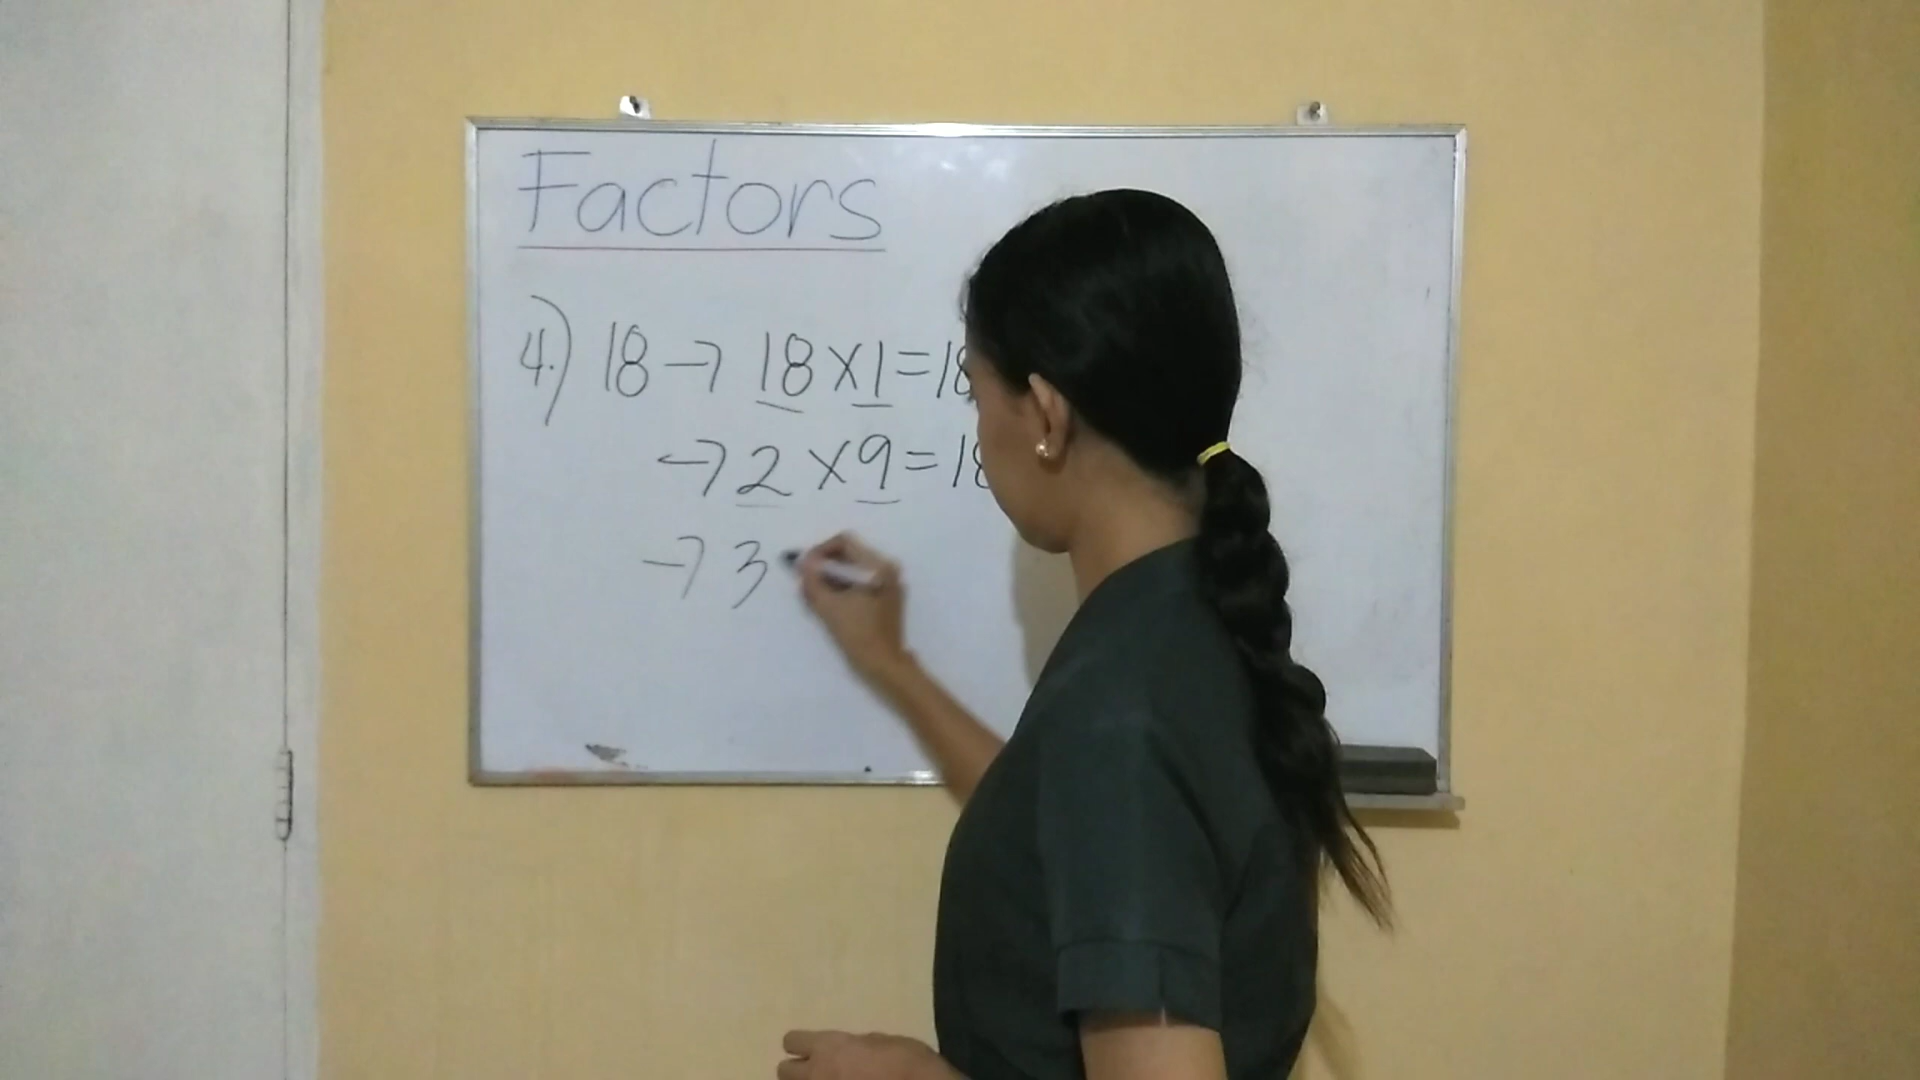 Factors
4.) 18 → 18 x 1 = 18
→ 2 x 9 = 18
→ 3